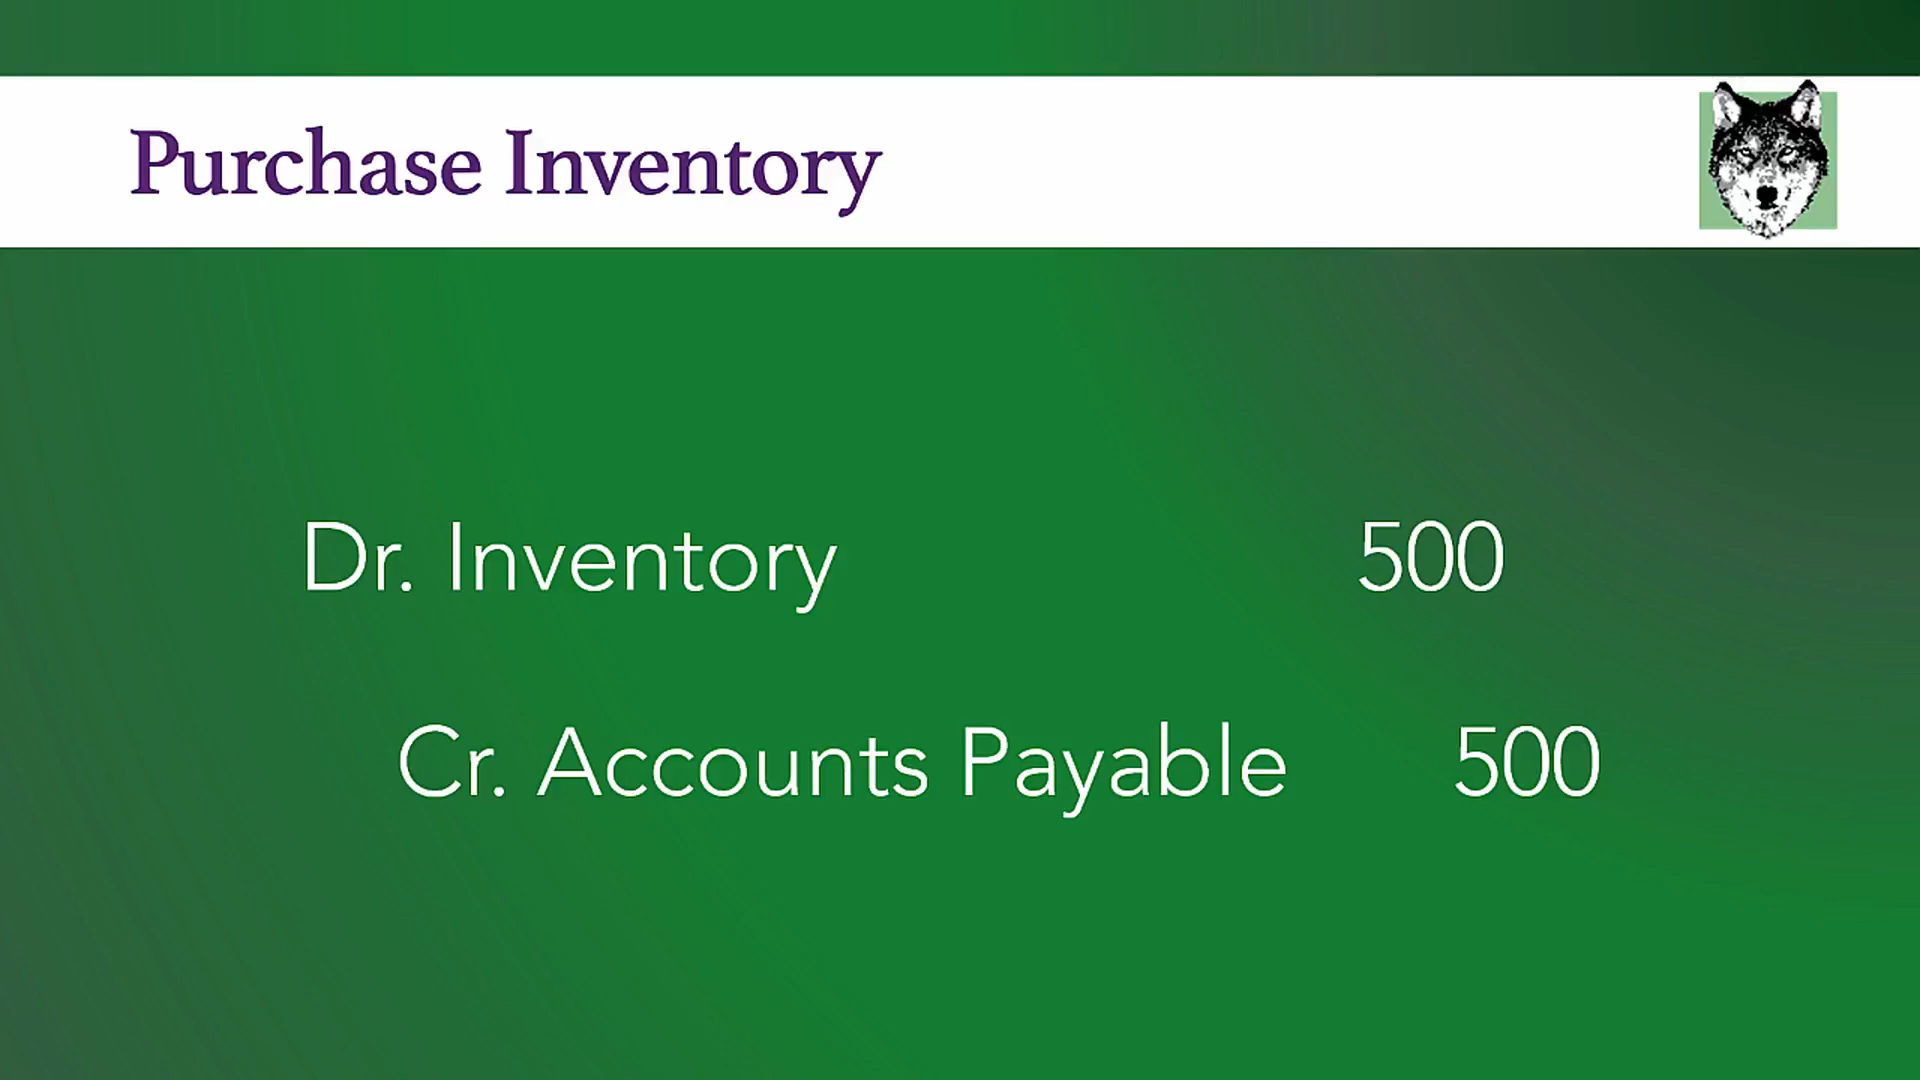 Purchase Inventory
Dr. Inventory 500
Cr. Accounts Payable 500